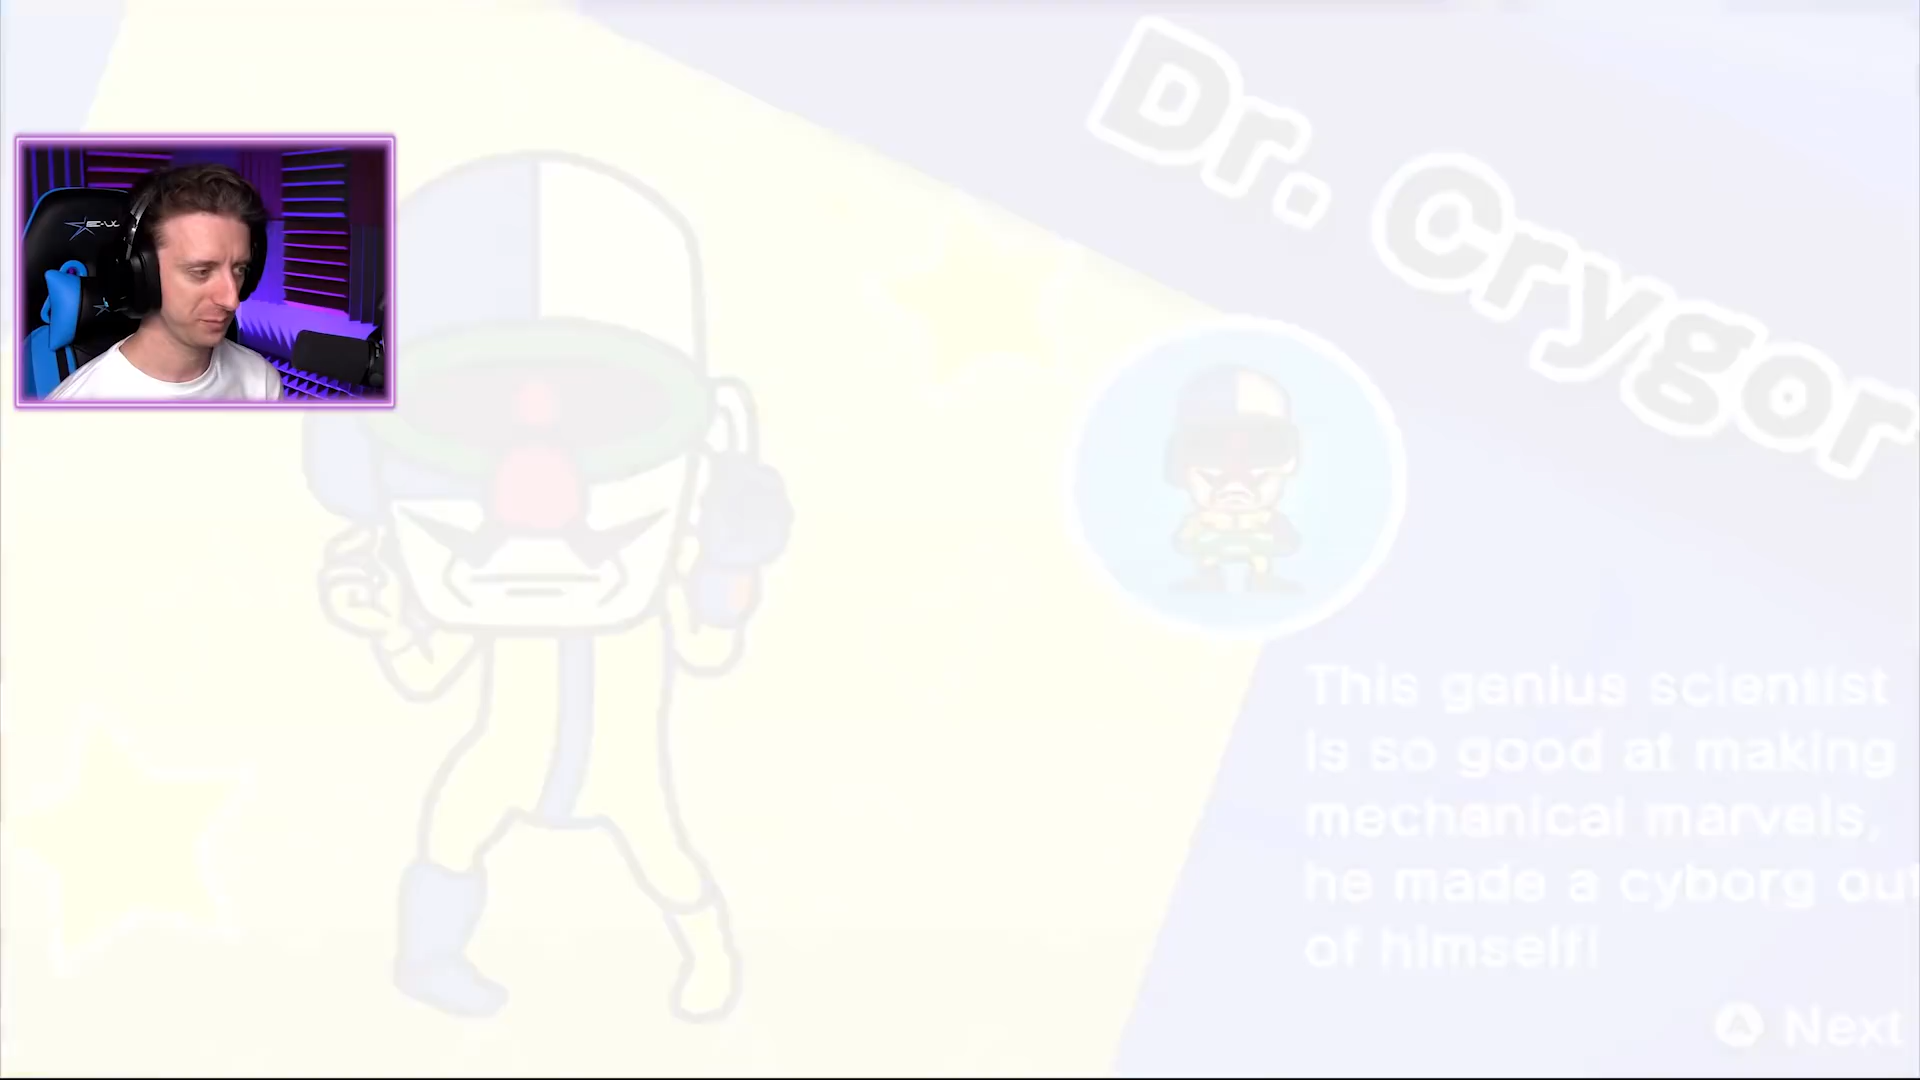 Dr. Crygor
This genius scientist
is so good at making
mechanical marvels,
he made a cyborg out
of himself!
A Next